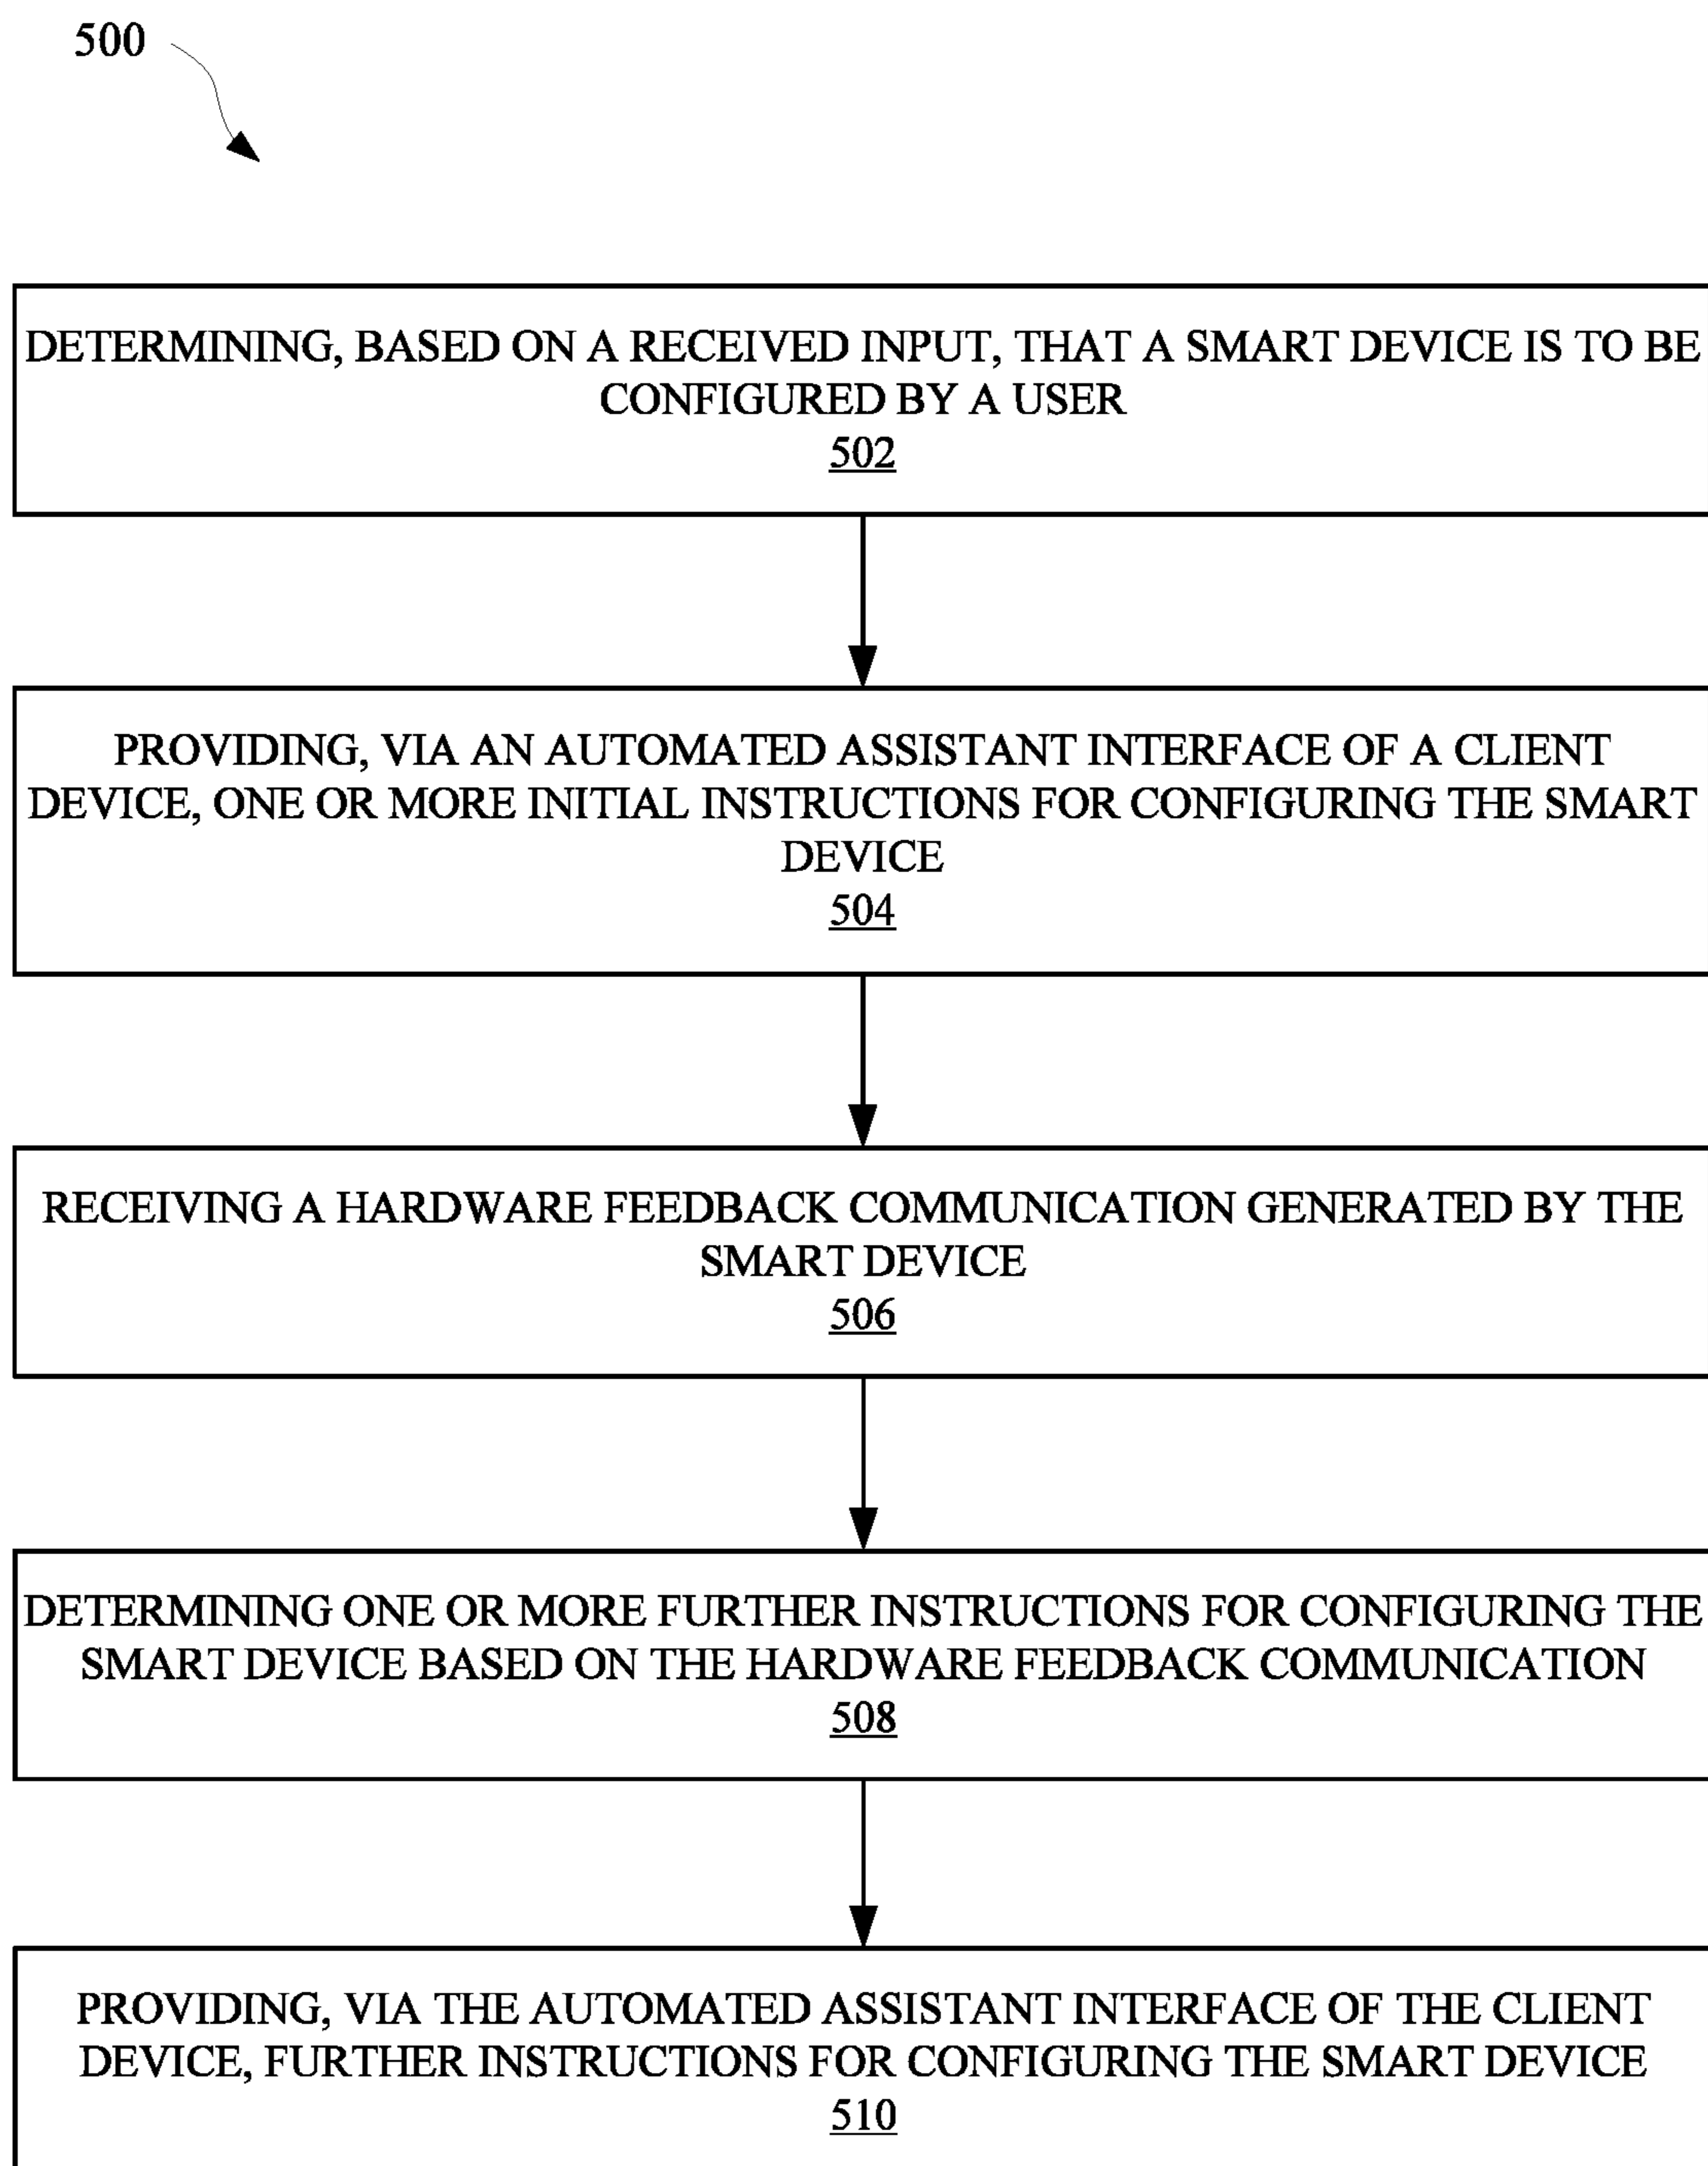 500
DETERMINING, BASED ON A RECEIVED INPUT, THAT A SMART DEVICE IS TO BE
CONFIGURED BY A USER
502
PROVIDING, VIA AN AUTOMATED ASSISTANT INTERFACE OF A CLIENT
DEVICE, ONE OR MORE INITIAL INSTRUCTIONS FOR CONFIGURING THE SMART
DEVICE
504
RECEIVING A HARDWARE FEEDBACK COMMUNICATION GENERATED BY THE
SMART DEVICE
506
DETERMINING ONE OR MORE FURTHER INSTRUCTIONS FOR CONFIGURING THE
SMART DEVICE BASED ON THE HARDWARE FEEDBACK COMMUNICATION
508
PROVIDING, VIA THE AUTOMATED ASSISTANT INTERFACE OF THE CLIENT
DEVICE, FURTHER INSTRUCTIONS FOR CONFIGURING THE SMART DEVICE
510